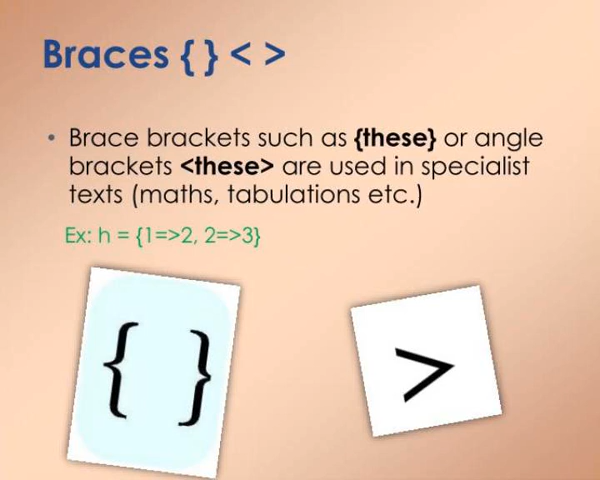 Braces { } < >
• Brace brackets such as {these} or angle
brackets <these> are used in specialist
texts (maths, tabulations etc.)
Ex: h = {1=>2, 2=>3}
{ }
>